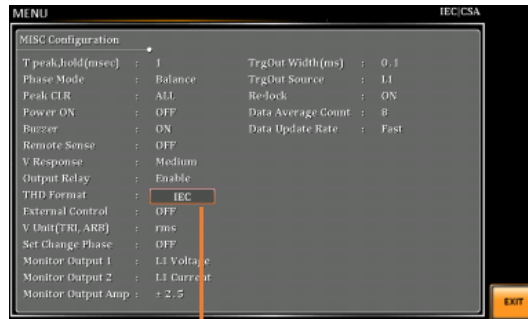 MENU
IEC|CSA
MISC Configuration
T peak,hold(msec) : 1
Phase Mode : Balance
Peak CLR : ALL
Power ON : OFF
Buzzer : ON
Remote Sense : OFF
V Response : Medium
Output Relay : Enable
THD Format : IEC
External Control : OFF
V Unit(TRI, ARB) : rms
Set Change Phase : OFF
Monitor Output 1 : L1 Voltage
Monitor Output 2 : L1 Current
Monitor Output Amp : ± 2.5
TrgOut Width(ms) : 0.1
TrgOut Source : L1
Re-lock : ON
Data Average Count : 8
Data Update Rate : Fast
EXIT